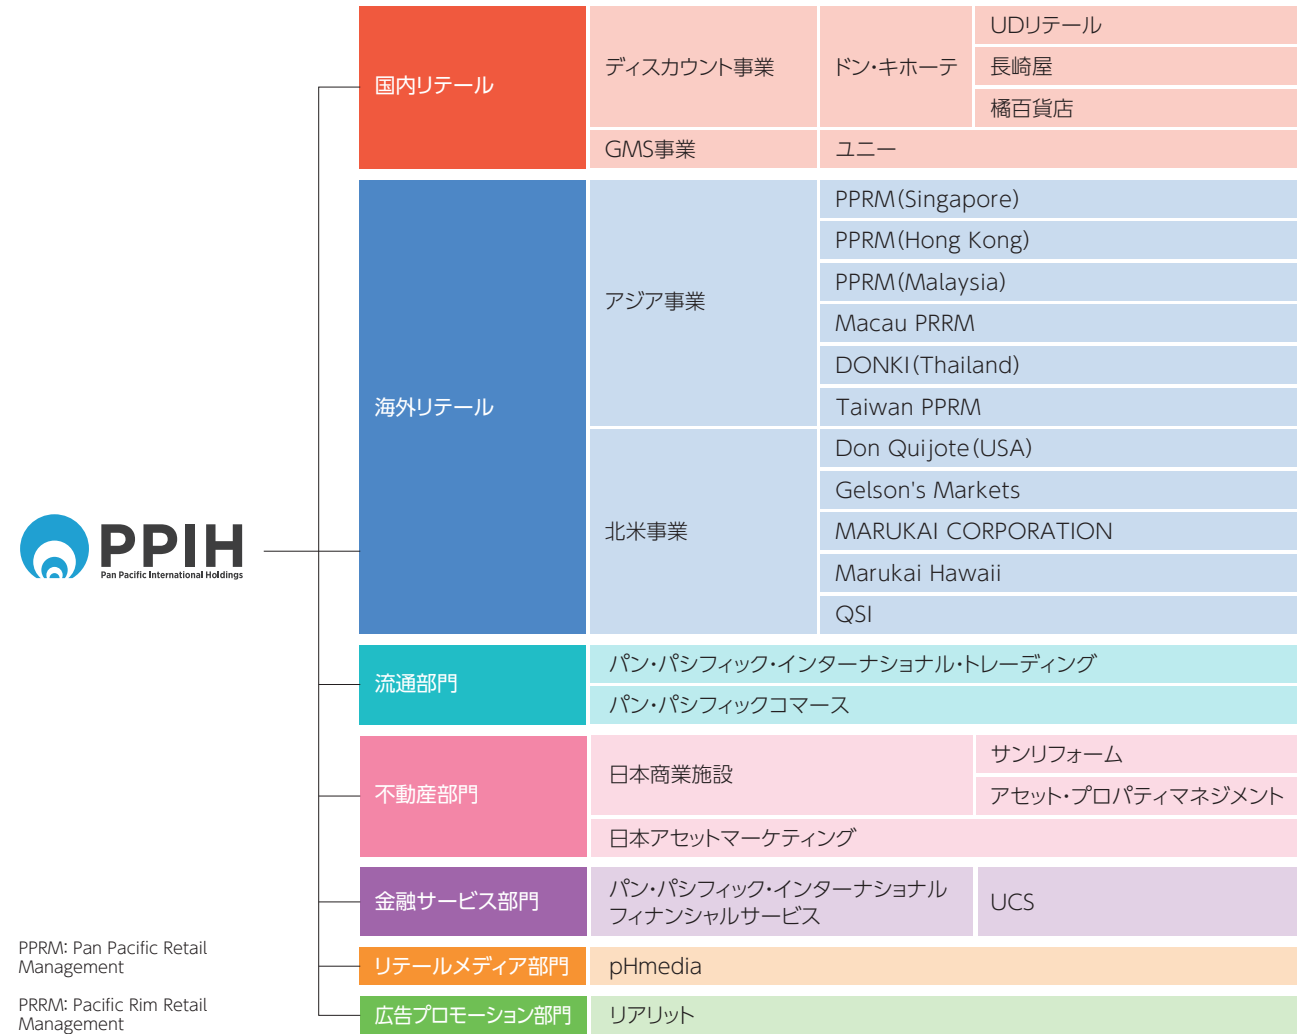 PPIH
Pan Pacific International Holdings
国内リテール
ディスカウント事業
ドン・キホーテ
UDリテール
長崎屋
橘百貨店
GMS事業
ユニー
海外リテール
アジア事業
PPRM(Singapore)
PPRM(Hong Kong)
PPRM(Malaysia)
Macau PRRM
DONKI(Thailand)
Taiwan PPRM
北米事業
Don Quijote(USA)
Gelson's Markets
MARUKAI CORPORATION
Marukai Hawaii
QSI
流通部門
パン・パシフィック・インターナショナル・トレーディング
パン・パシフィックコマース
不動産部門
日本商業施設
サンリフォーム
アセット・プロパティマネジメント
日本アセットマーケティング
金融サービス部門
パン・パシフィック・インターナショナル
フィナンシャルサービス
UCS
リテールメディア部門
pHmedia
広告プロモーション部門
リアリット
PPRM: Pan Pacific Retail
Management
PRRM: Pacific Rim Retail
Management